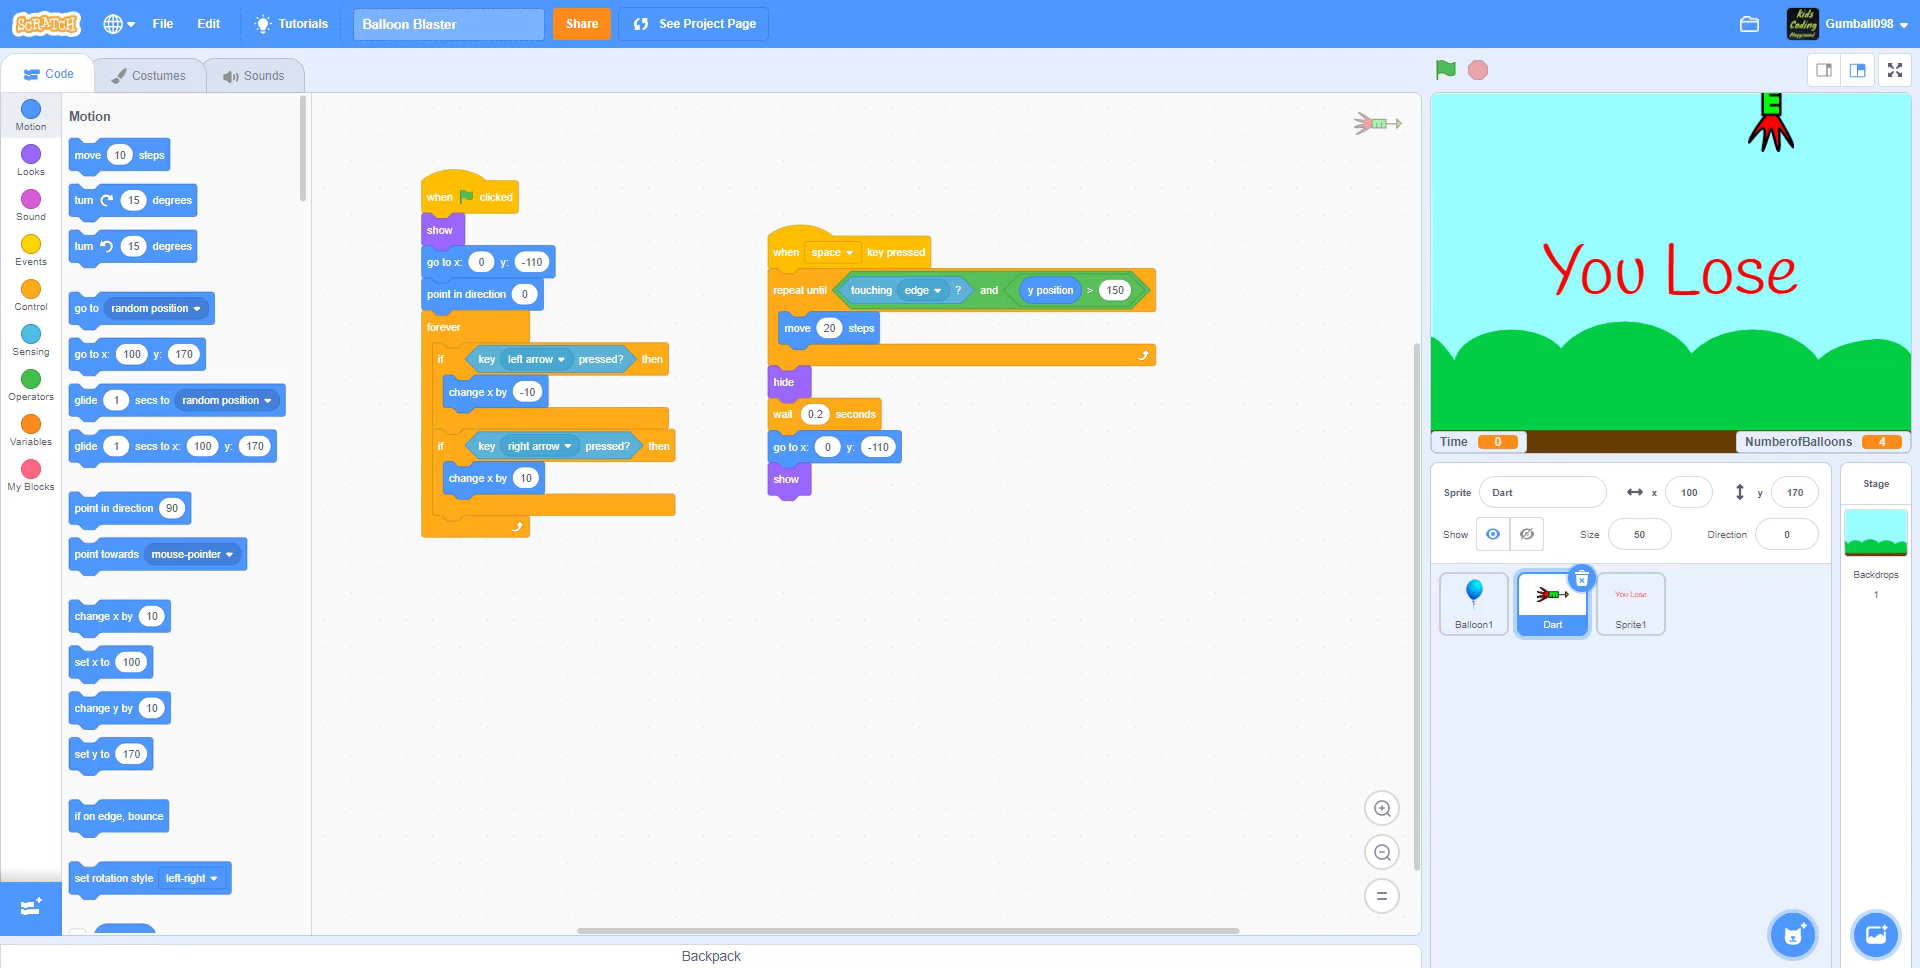 SCRATCH
File
Edit
Tutorials
Balloon Blaster
Share
See Project Page
Kids
Coding
Playground
Gumball098
Code
Costumes
Sounds
Motion
Looks
Sound
Events
Control
Sensing
Operators
Variables
My Blocks
Motion
move 10 steps
turn 15 degrees
turn 15 degrees
go to random position
go to x: 100 y: 170
glide 1 secs to random position
glide 1 secs to x: 100 y: 170
point in direction 90
point towards mouse-pointer
change x by 10
set x to 100
change y by 10
set y to 170
if on edge, bounce
set rotation style left-right
when clicked
show
go to x: 0 y: -110
point in direction 0
forever
if key left arrow pressed? then
change x by -10
if key right arrow pressed? then
change x by 10
when space key pressed
repeat until touching edge ? and y position > 150
move 20 steps
hide
wait 0.2 seconds
go to x: 0 y: -110
show
Backpack
E
You Lose
Time 0
NumberofBalloons 4
Sprite Dart x 100 y 170
Show Size 50 Direction 0
Balloon1
Dart
You Lose
Sprite1
Stage
Backdrops
1